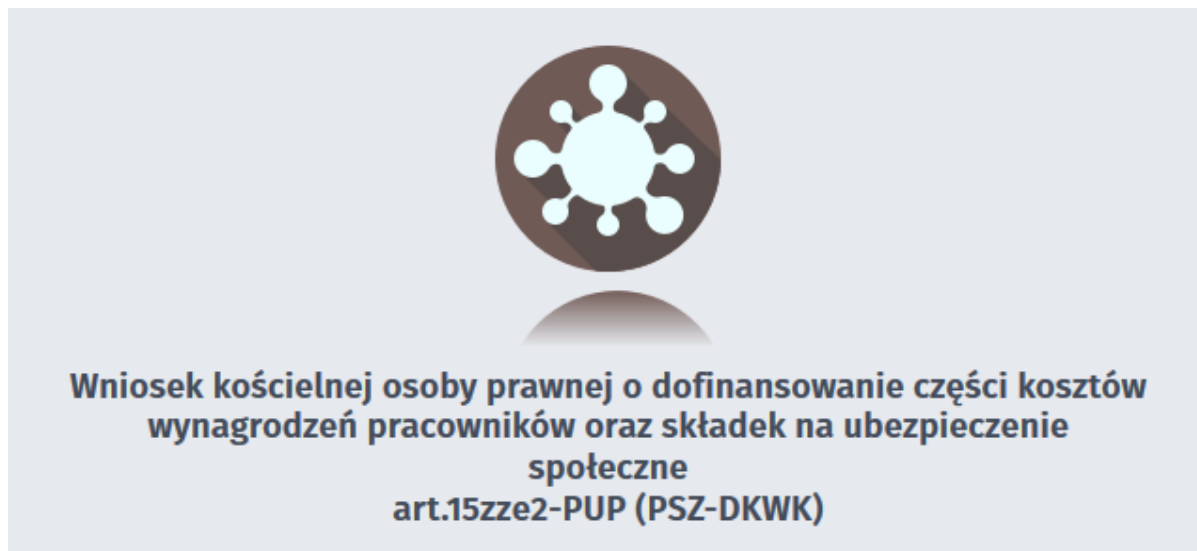 Wniosek kościelnej osoby prawnej o dofinansowanie części kosztów
wynagrodzeń pracowników oraz składek na ubezpieczenie
społeczne
art.15zze2-PUP (PSZ-DKWK)